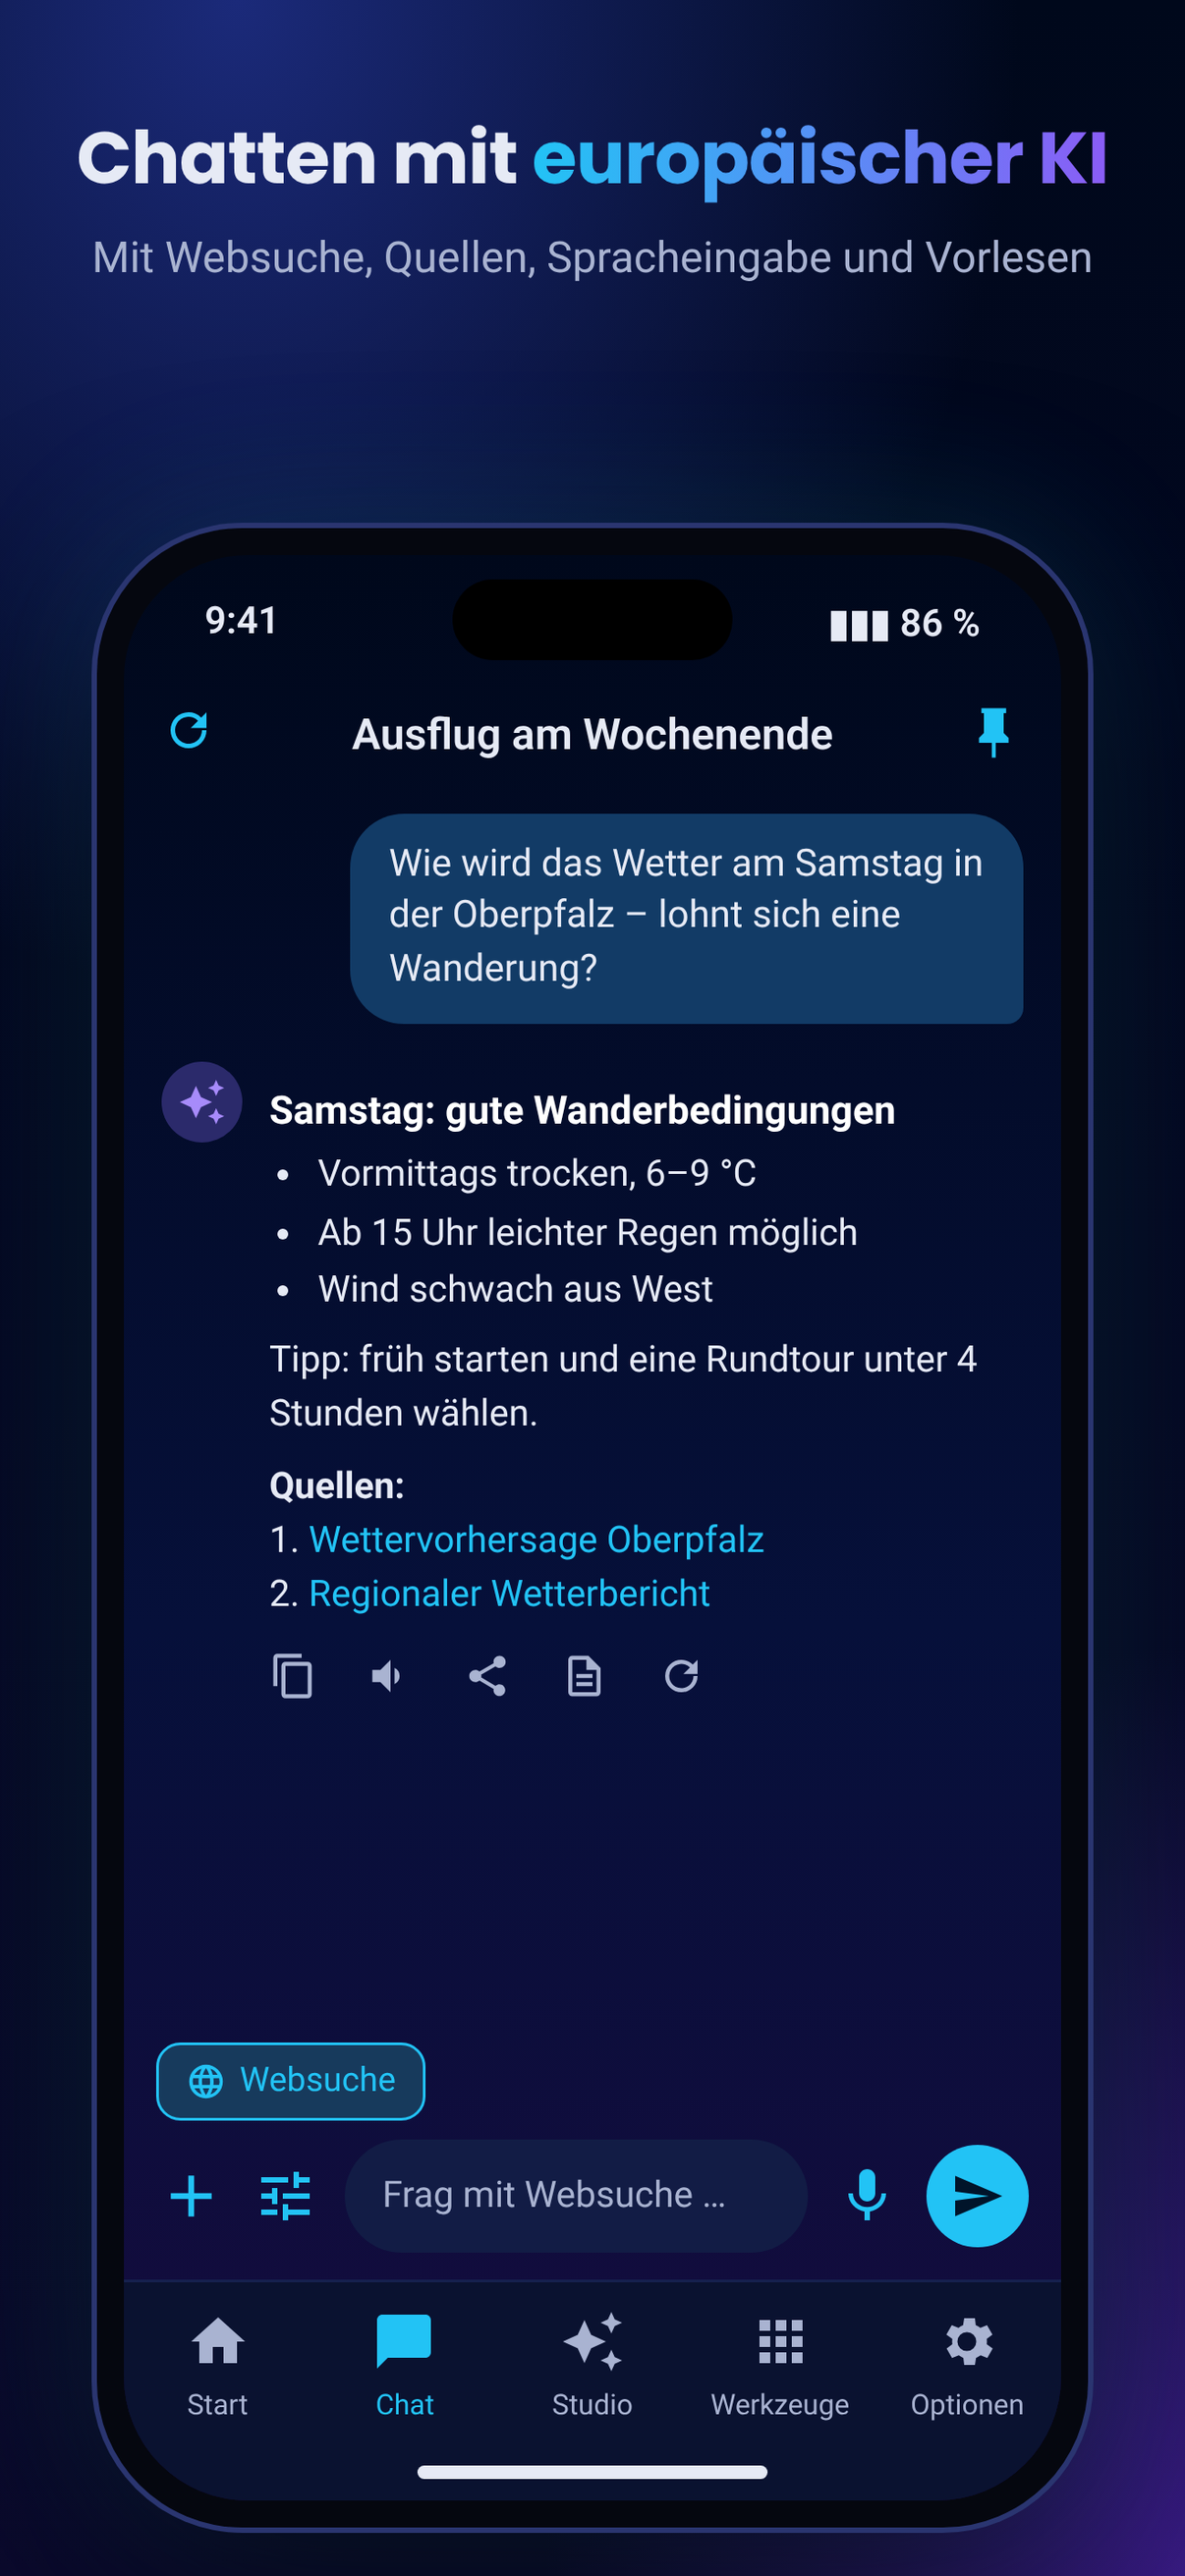 Chatten mit europäischer KI
Mit Websuche, Quellen, Spracheingabe und Vorlesen
9:41
86 %
Ausflug am Wochenende
Wie wird das Wetter am Samstag in
der Oberpfalz – lohnt sich eine
Wanderung?
Samstag: gute Wanderbedingungen
• Vormittags trocken, 6–9 °C
• Ab 15 Uhr leichter Regen möglich
• Wind schwach aus West
Tipp: früh starten und eine Rundtour unter 4
Stunden wählen.
Quellen:
1. Wettervorhersage Oberpfalz
2. Regionaler Wetterbericht
Websuche
Frag mit Websuche …
Start
Chat
Studio
Werkzeuge
Optionen